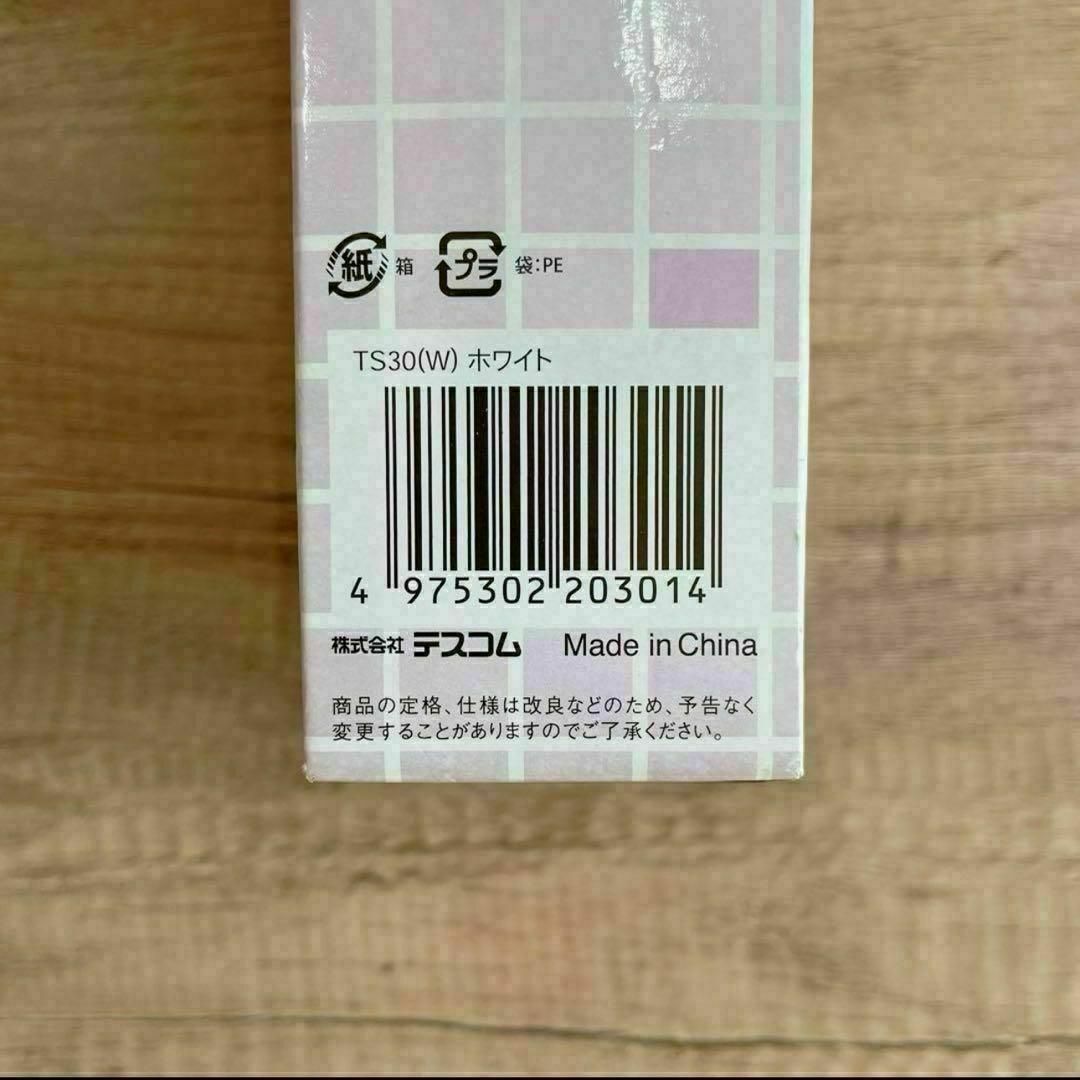 紙 箱 プラ 袋:PE
TS30(W) ホワイト
4 975302 203014
株式会社 テスコム Made in China
商品の定格、仕様は改良などのため、予告なく
変更することがありますのでご了承ください。